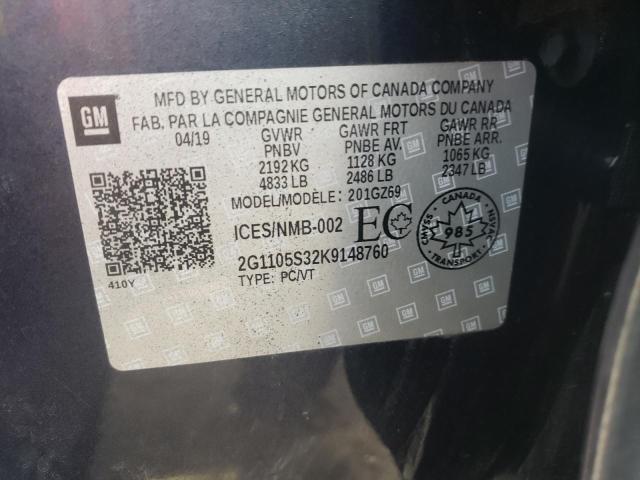 GM
MFD BY GENERAL MOTORS OF CANADA COMPANY
FAB. PAR LA COMPAGNIE GENERAL MOTORS DU CANADA
04/19 GVWR GAWR FRT GAWR RR
PNBV PNBE AV. PNBE ARR.
2192 KG 1128 KG 1065 KG
4833 LB 2486 LB 2347 LB
MODEL/MODÈLE: 201GZ69
ICES/NMB-002 EC
CANADA
985
TRANSPORT
CMVSS
NSVAC
2G1105S32K9148760
TYPE: PC/VT
410Y